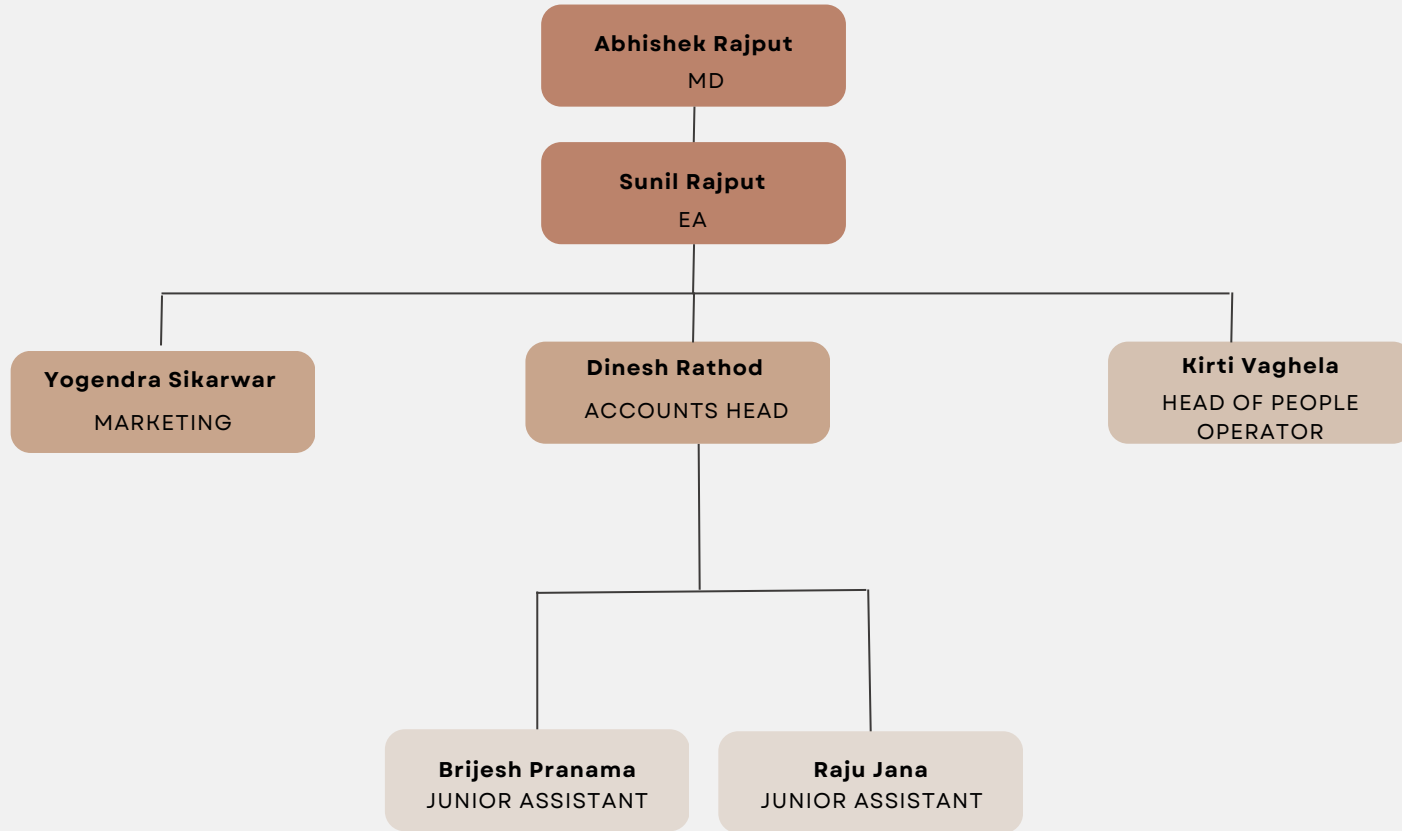 Abhishek Rajput
MD
Sunil Rajput
EA
Yogendra Sikarwar
MARKETING
Dinesh Rathod
ACCOUNTS HEAD
Kirti Vaghela
HEAD OF PEOPLE
OPERATOR
Brijesh Pranama
JUNIOR ASSISTANT
Raju Jana
JUNIOR ASSISTANT